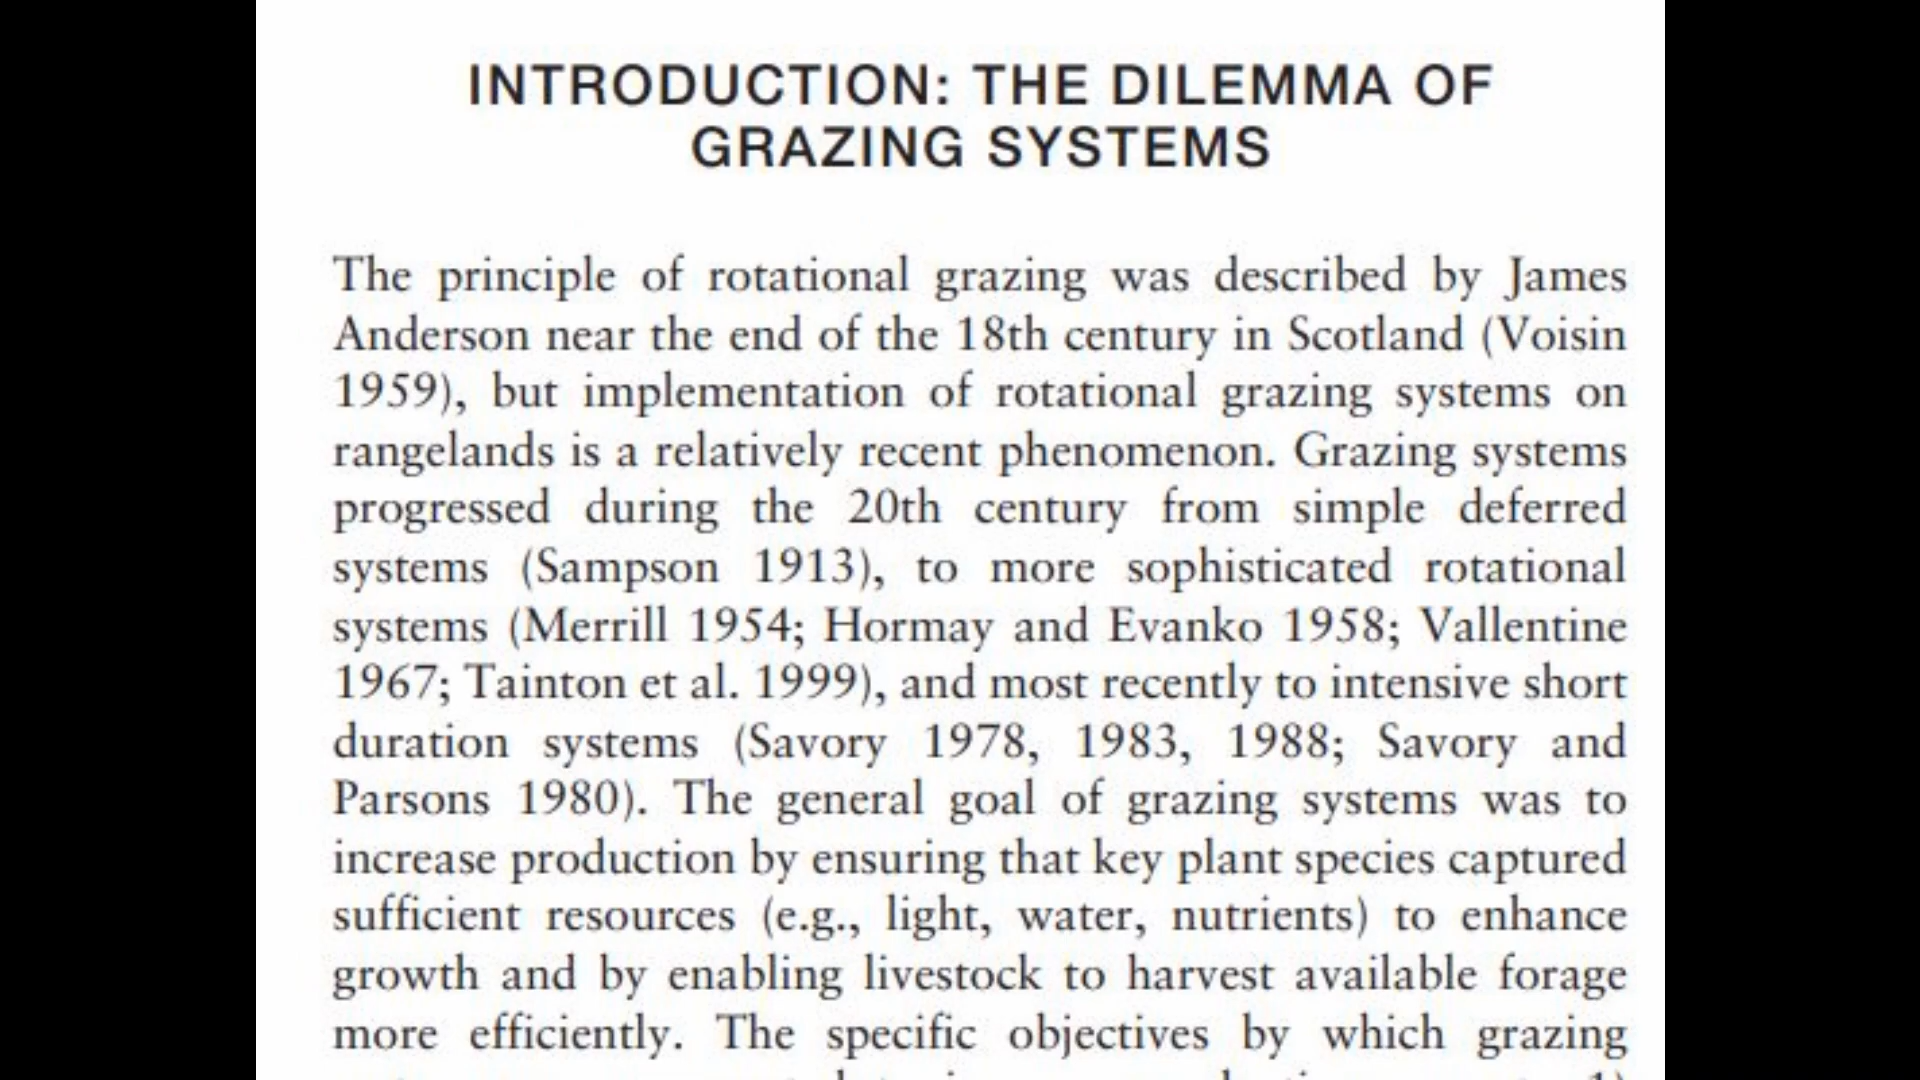 INTRODUCTION: THE DILEMMA OF
GRAZING SYSTEMS
The principle of rotational grazing was described by James
Anderson near the end of the 18th century in Scotland (Voisin
1959), but implementation of rotational grazing systems on
rangelands is a relatively recent phenomenon. Grazing systems
progressed during the 20th century from simple deferred
systems (Sampson 1913), to more sophisticated rotational
systems (Merrill 1954; Hormay and Evanko 1958; Vallentine
1967; Tainton et al. 1999), and most recently to intensive short
duration systems (Savory 1978, 1983, 1988; Savory and
Parsons 1980). The general goal of grazing systems was to
increase production by ensuring that key plant species captured
sufficient resources (e.g., light, water, nutrients) to enhance
growth and by enabling livestock to harvest available forage
more efficiently. The specific objectives by which grazing